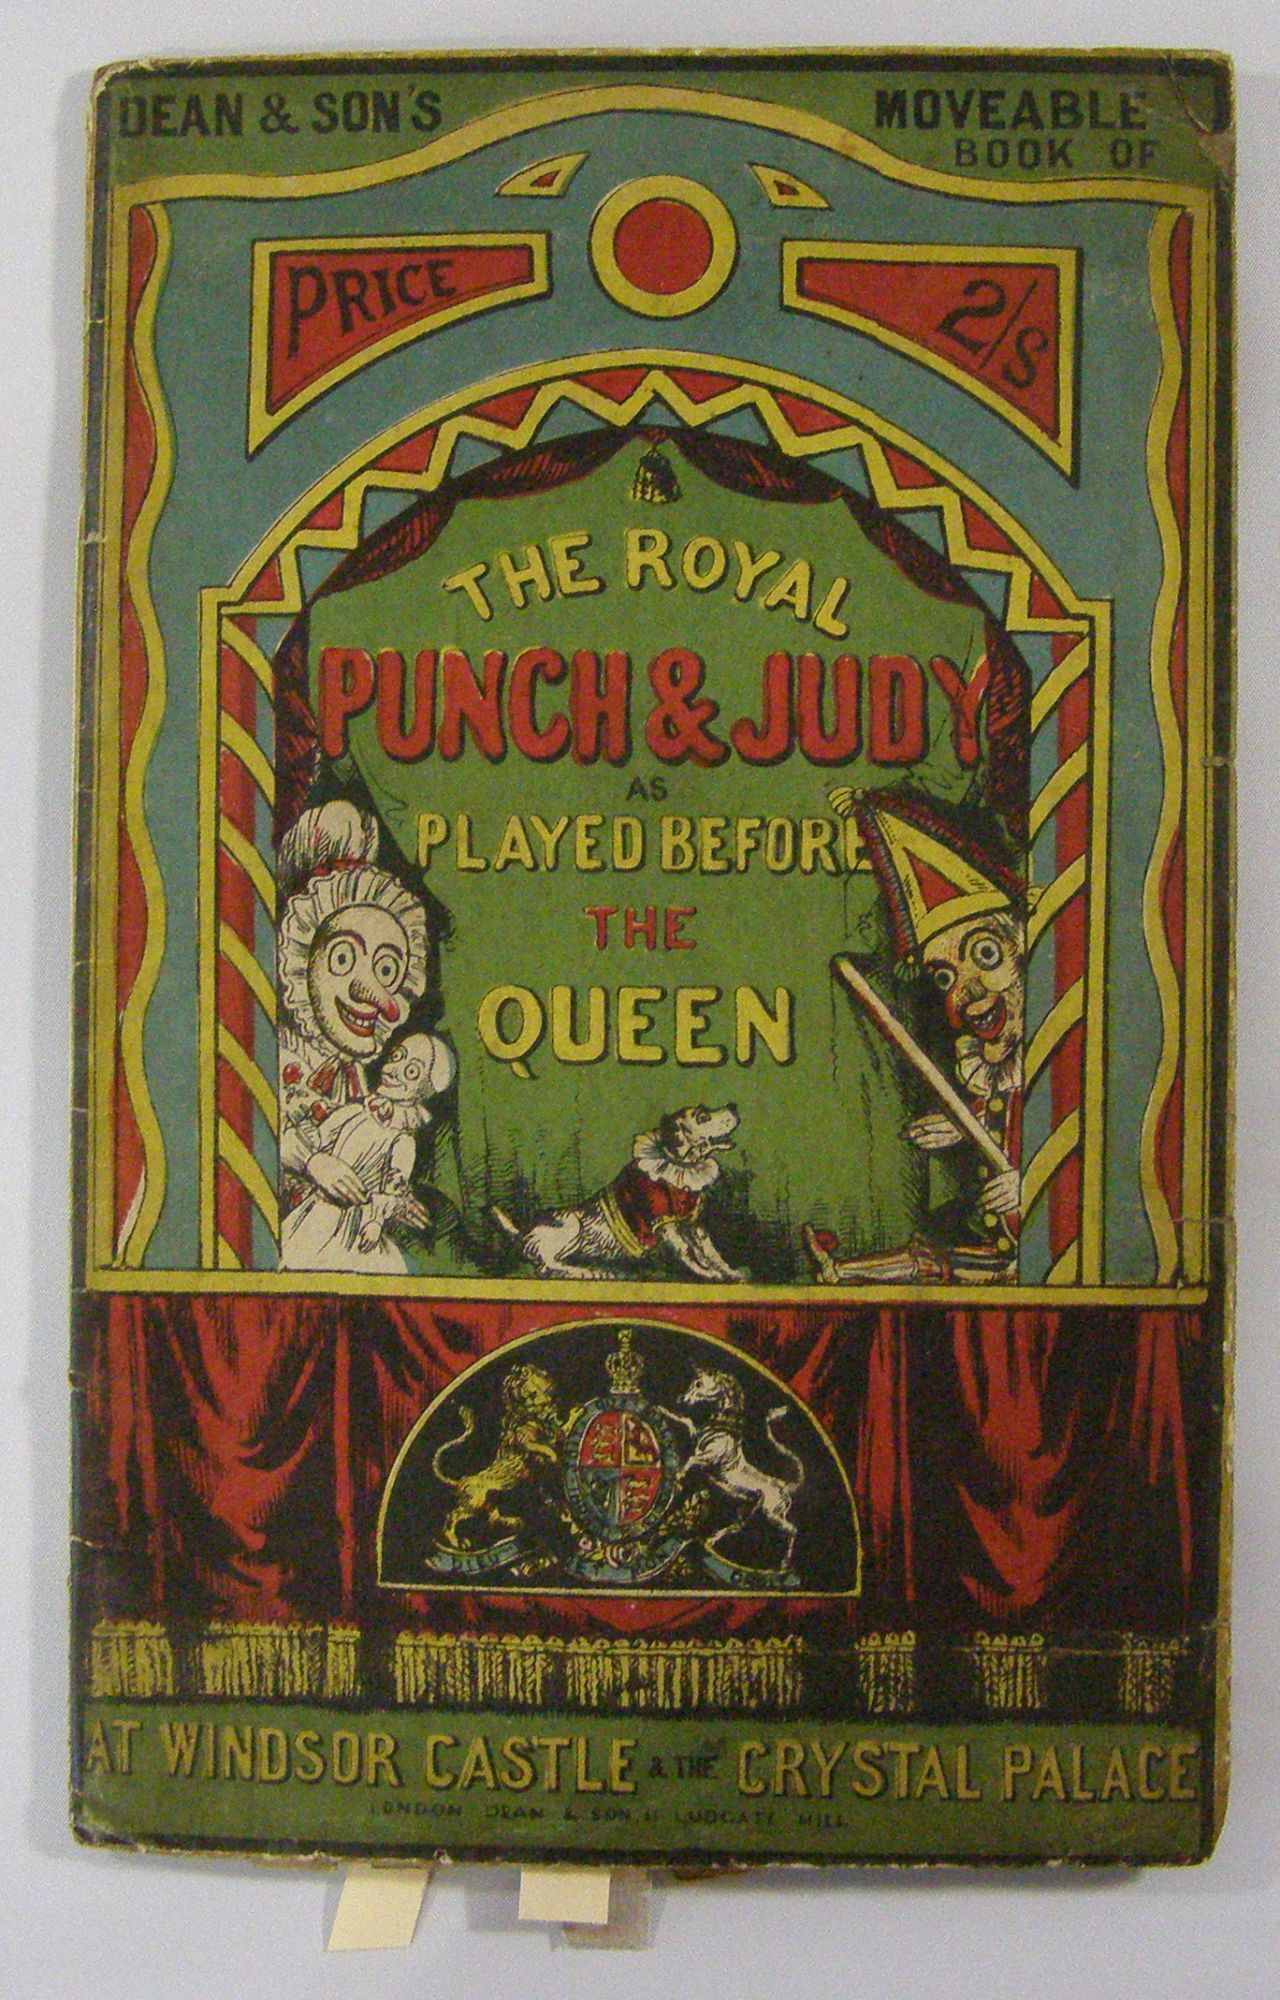 DEAN & SON'S
MOVEABLE
BOOK OF
PRICE
2/S
THE ROYAL
PUNCH & JUDY
AS
PLAYED BEFORE
THE
QUEEN
AT WINDSOR CASTLE & THE CRYSTAL PALACE
LONDON DEAN & SON, 11 LUDGATE HILL